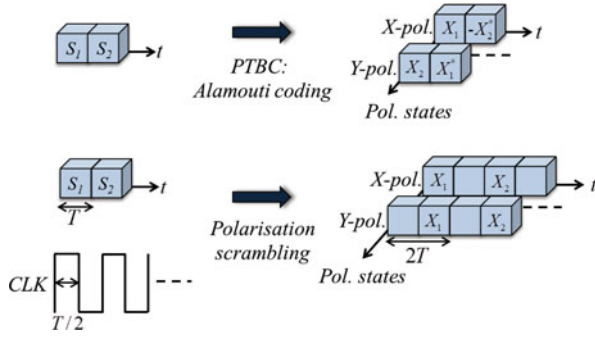 S₁ S₂ t
PTBC:
Alamouti coding
X-pol. X₁ -X₂* t
Y-pol. X₂ X₁*
Pol. states
S₁ S₂ t
T
Polarisation
scrambling
X-pol. X₁ X₂ t
Y-pol. X₁ X₂
2T
Pol. states
CLK
T/2